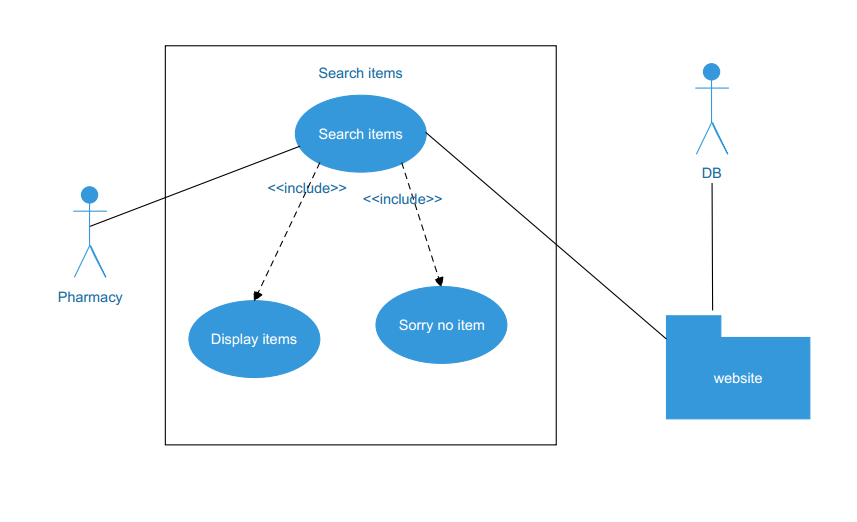 Search items
Search items
DB
<<include>>
<<include>>
Pharmacy
Display items
Sorry no item
website